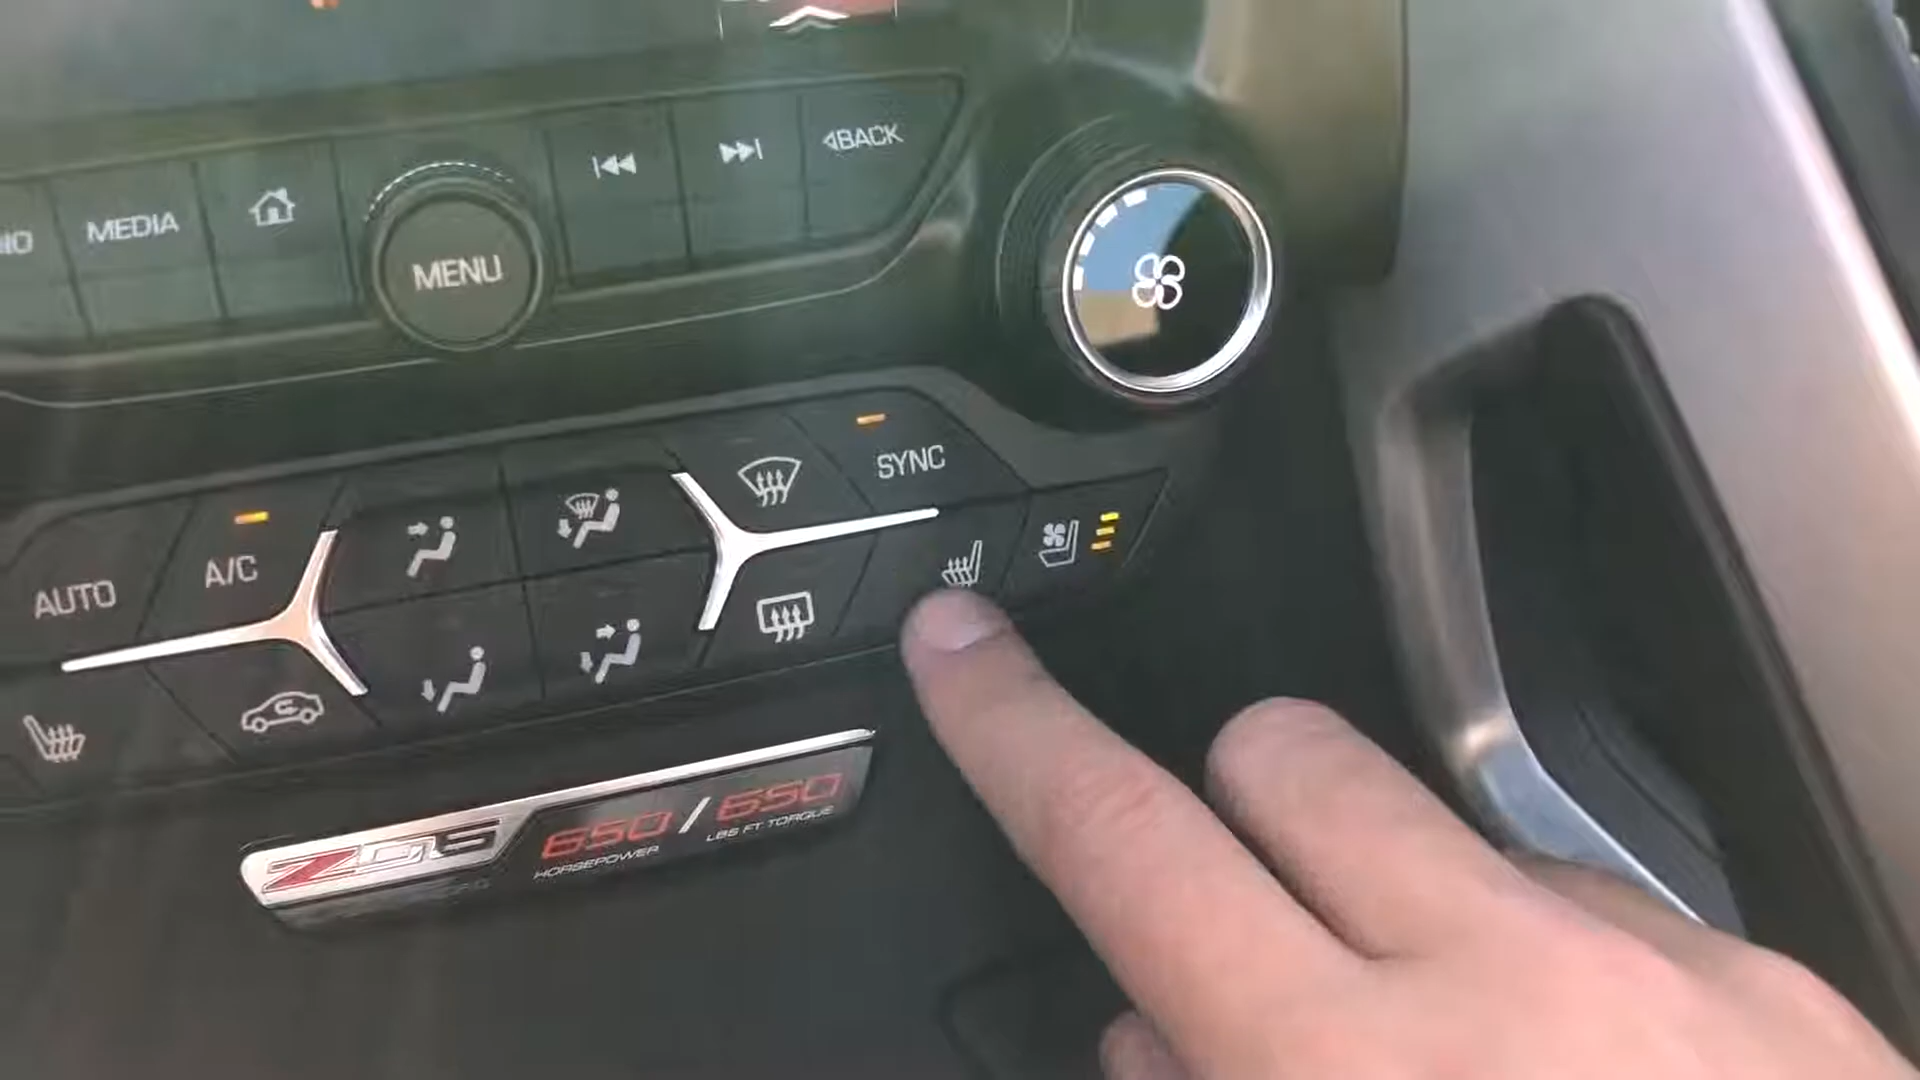 MEDIA
MENU
BACK
AUTO
A/C
SYNC
Z06
650 / 650
HORSEPOWER
LBS FT TORQUE